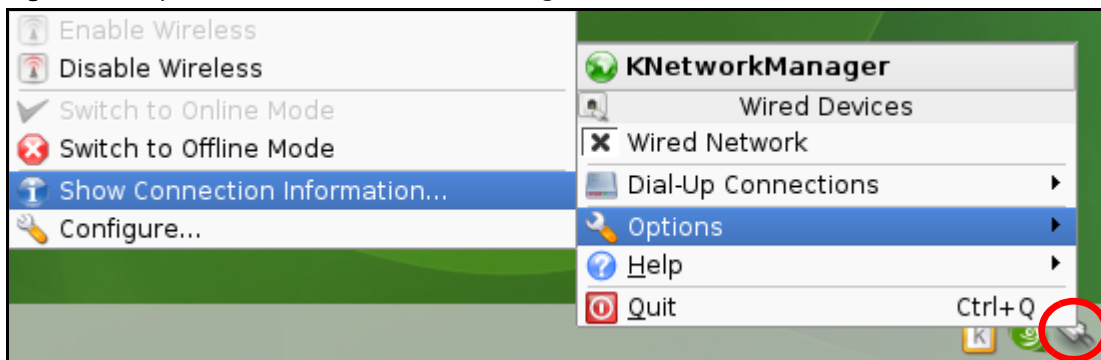 Enable Wireless
Disable Wireless
Switch to Online Mode
Switch to Offline Mode
Show Connection Information...
Configure...
KNetworkManager
Wired Devices
Wired Network
Dial-Up Connections
Options
Help
Quit Ctrl+Q
K